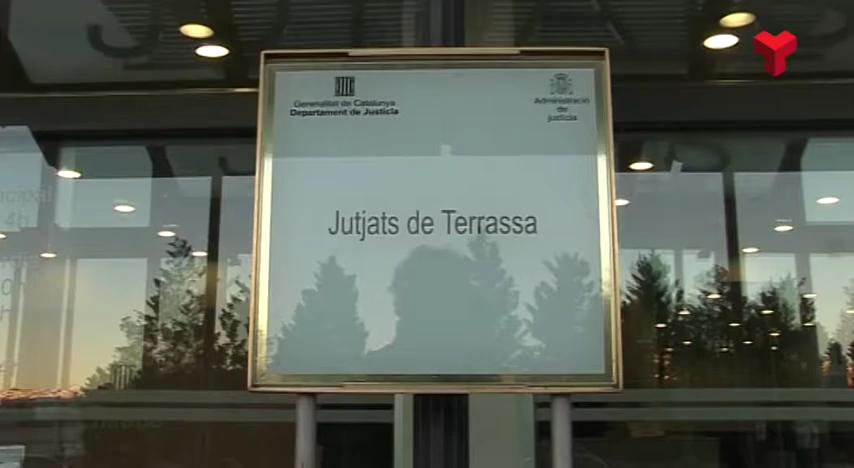 Generalitat de Catalunya
Departament de Justícia
Administració
de
justícia
Jutjats de Terrassa